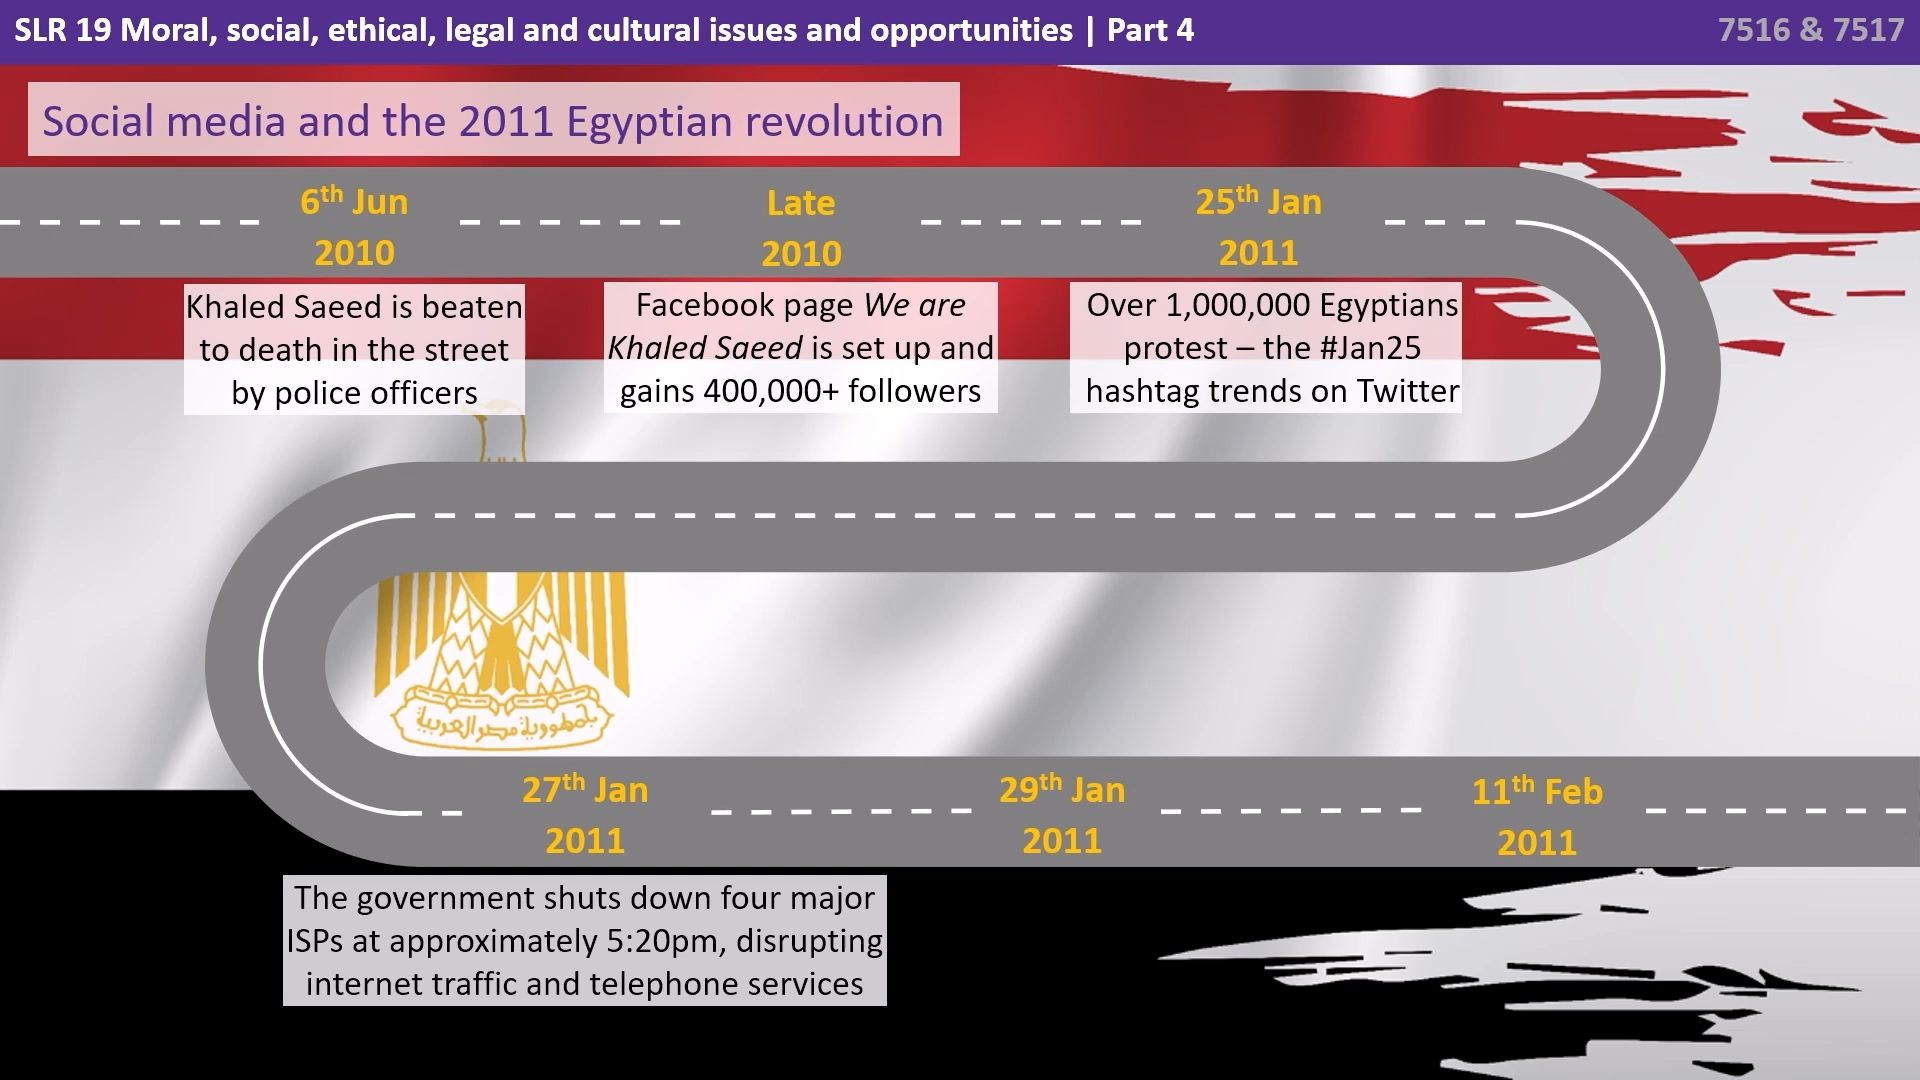 SLR 19 Moral, social, ethical, legal and cultural issues and opportunities | Part 4
7516 & 7517
Social media and the 2011 Egyptian revolution
6th Jun
2010
Late
2010
25th Jan
2011
Khaled Saeed is beaten
to death in the street
by police officers
Facebook page We are
Khaled Saeed is set up and
gains 400,000+ followers
Over 1,000,000 Egyptians
protest – the #Jan25
hashtag trends on Twitter
جمهورية مصر العربية
27th Jan
2011
29th Jan
2011
11th Feb
2011
The government shuts down four major
ISPs at approximately 5:20pm, disrupting
internet traffic and telephone services